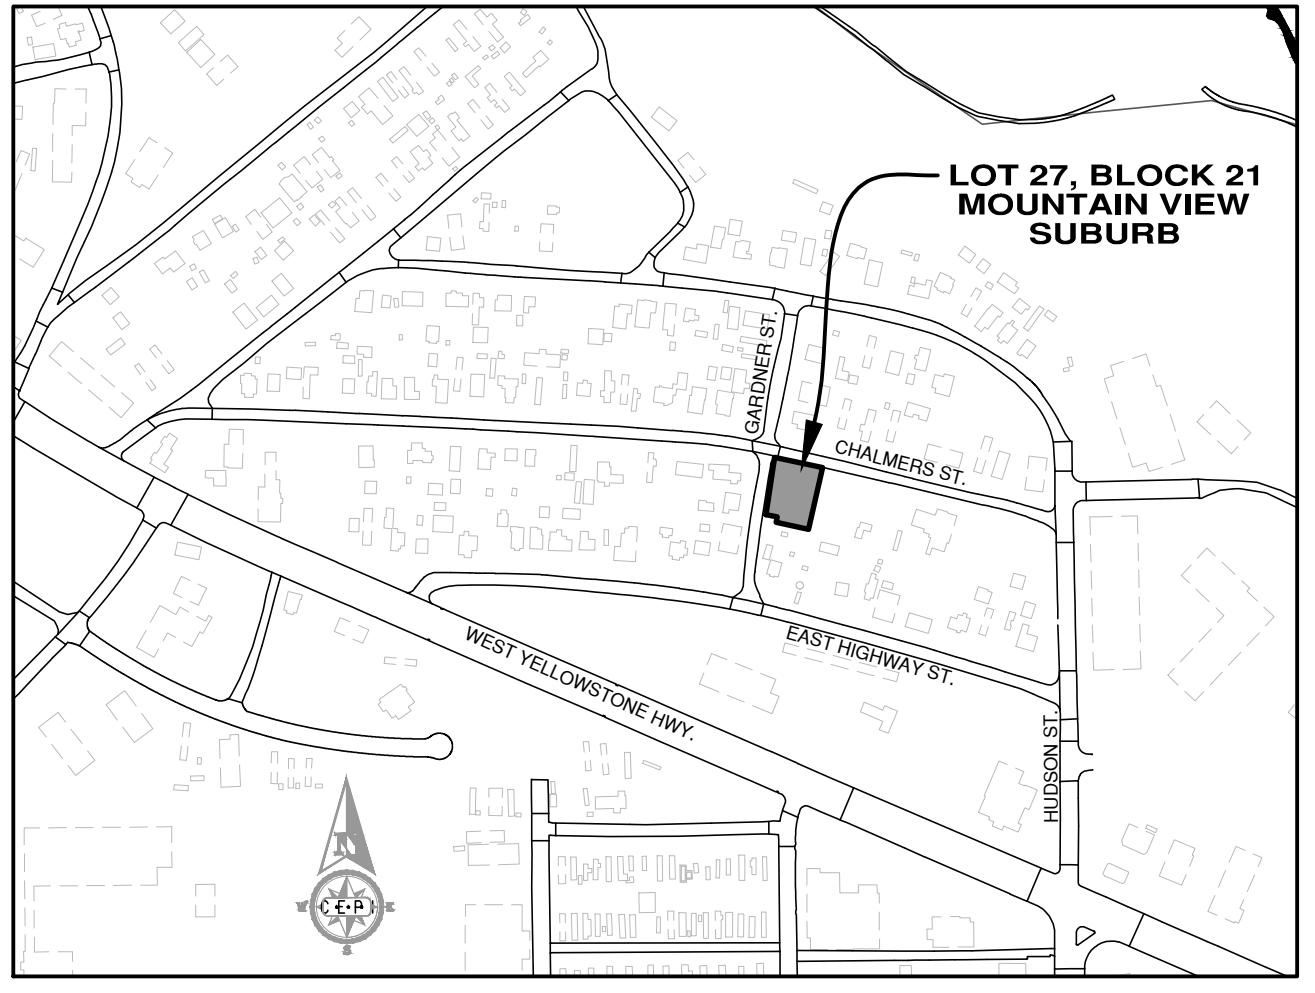 LOT 27, BLOCK 21
MOUNTAIN VIEW
SUBURB
GARDNER ST.
CHALMERS ST.
EAST HIGHWAY ST.
WEST YELLOWSTONE HWY.
HUDSON ST.
N
W C·E·P·I E
S